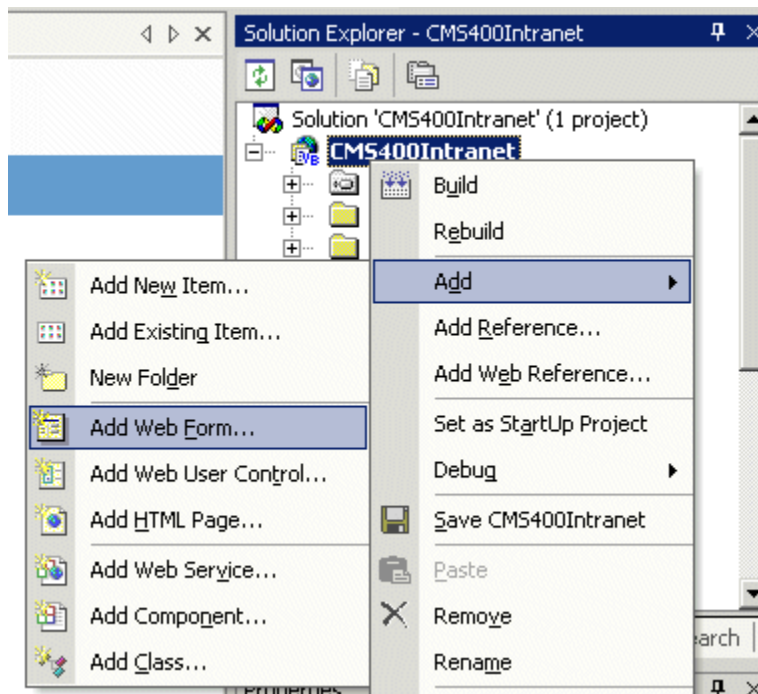 Solution Explorer - CMS400Intranet
Solution 'CMS400Intranet' (1 project)
CMS400Intranet
Build
Rebuild
Add
Add Reference...
Add Web Reference...
Set as StartUp Project
Debug
Save CMS400Intranet
Paste
Remove
Rename
Add New Item...
Add Existing Item...
New Folder
Add Web Form...
Add Web User Control...
Add HTML Page...
Add Web Service...
Add Component...
Add Class...
earch
Properties